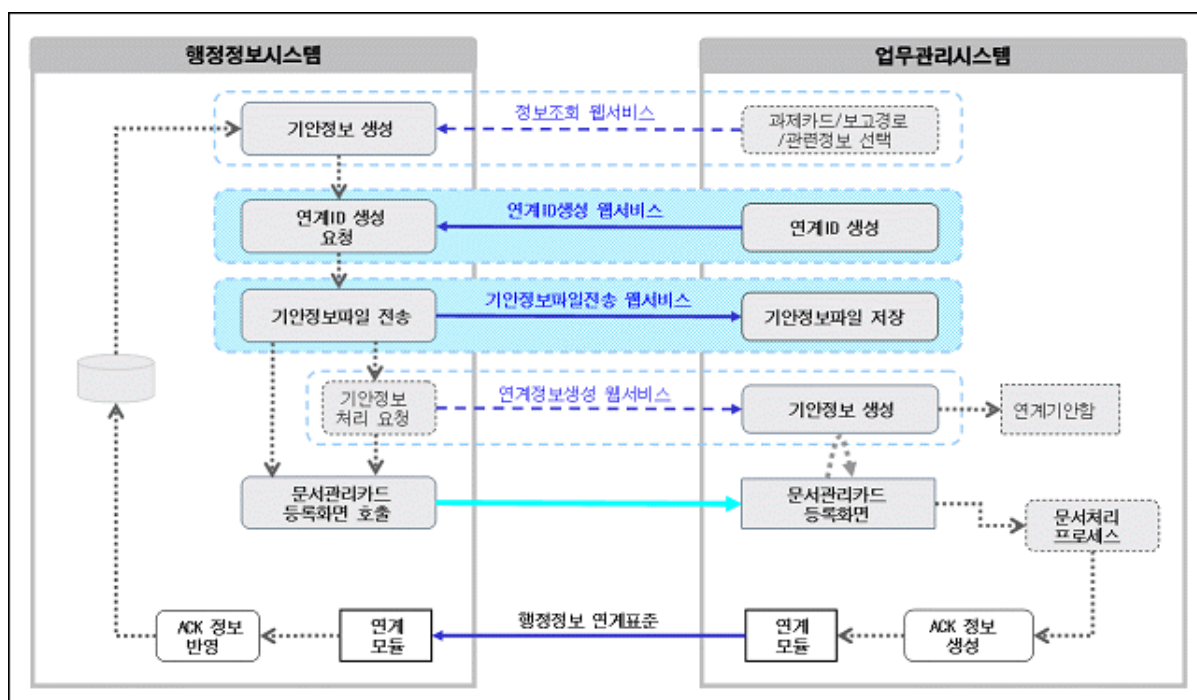 행정정보시스템
업무관리시스템
정보조회 웹서비스
기안정보 생성
과제카드/보고경로
/관련정보 선택
연계ID 생성
요청
연계ID생성 웹서비스
연계ID 생성
기안정보파일 전송
기안정보파일전송 웹서비스
기안정보파일 저장
기안정보
처리 요청
연계정보생성 웹서비스
기안정보 생성
연계기안함
문서관리카드
등록화면 호출
문서관리카드
등록화면
문서처리
프로세스
ACK 정보
반영
연계
모듈
행정정보 연계표준
연계
모듈
ACK 정보
생성